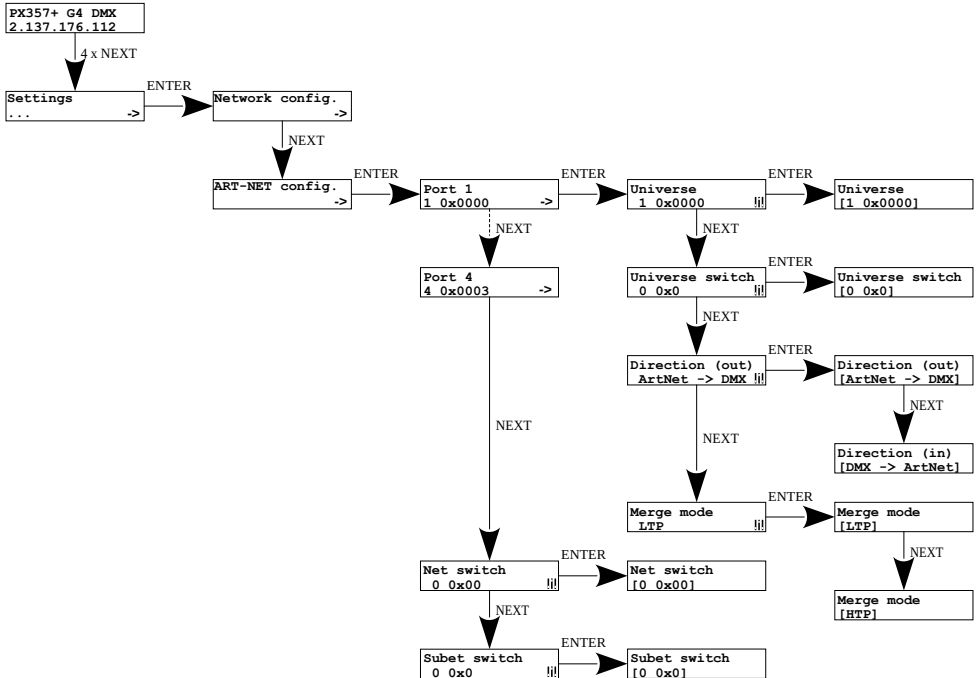 PX357+ G4 DMX
2.137.176.112
4 x NEXT
Settings
... ->
ENTER
Network config.
->
NEXT
ART-NET config.
->
ENTER
Port 1
1 0x0000 ->
ENTER
Universe
1 0x0000 !i!
ENTER
Universe
[1 0x0000]
NEXT
NEXT
Port 4
4 0x0003 ->
Universe switch
0 0x0 !i!
ENTER
Universe switch
[0 0x0]
NEXT
Direction (out)
ArtNet -> DMX !i!
ENTER
Direction (out)
[ArtNet -> DMX]
NEXT
NEXT
NEXT
Direction (in)
[DMX -> ArtNet]
Merge mode
LTP !i!
ENTER
Merge mode
[LTP]
NEXT
Merge mode
[HTP]
Net switch
0 0x00 !i!
ENTER
Net switch
[0 0x00]
NEXT
Subet switch
0 0x0 !i!
ENTER
Subet switch
[0 0x0]